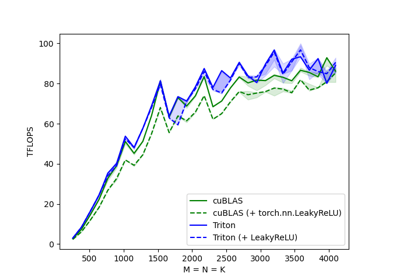 100
80
60
40
20
0
TFLOPS
500 1000 1500 2000 2500 3000 3500 4000
M = N = K
cuBLAS
cuBLAS (+ torch.nn.LeakyReLU)
Triton
Triton (+ LeakyReLU)